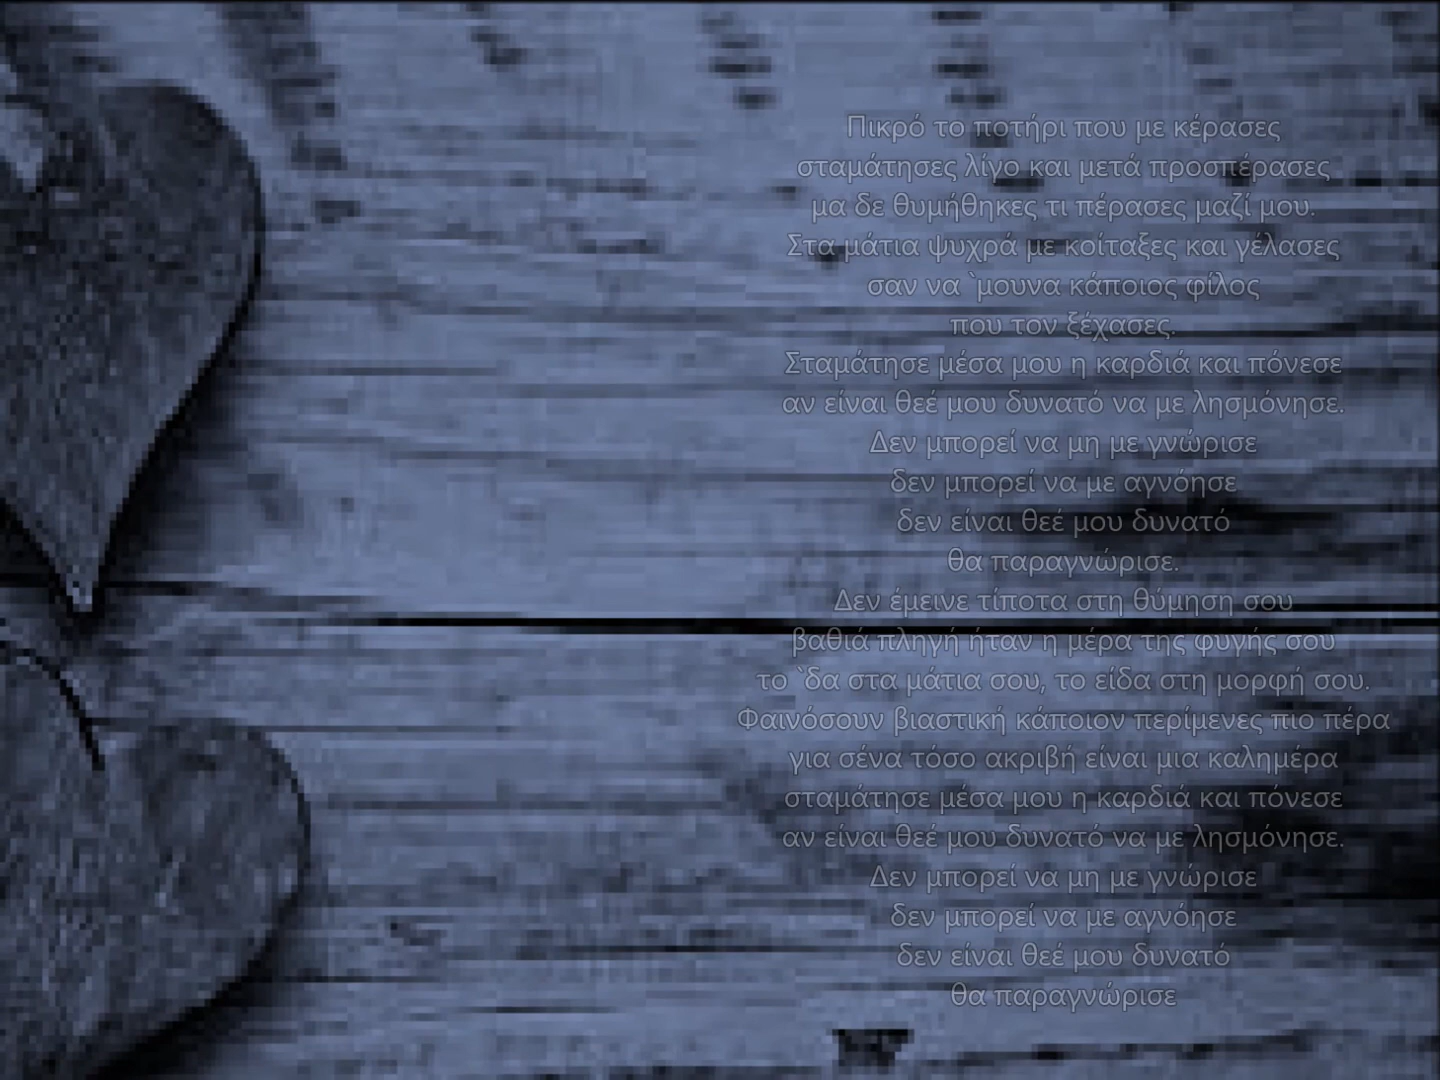 Πικρό το ποτήρι που με κέρασες
σταμάτησες λίγο και μετά προσπέρασες
μα δε θυμήθηκες τι πέρασες μαζί μου.
Στα μάτια ψυχρά με κοίταξες και γέλασες
σαν να `μουνα κάποιος φίλος
που τον ξέχασες.
Σταμάτησε μέσα μου η καρδιά και πόνεσε
αν είναι θεέ μου δυνατό να με λησμόνησε.
Δεν μπορεί να μη με γνώρισε
δεν μπορεί να με αγνόησε
δεν είναι θεέ μου δυνατό
θα παραγνώρισε.
Δεν έμεινε τίποτα στη θύμηση σου
βαθιά πληγή ήταν η μέρα της φυγής σου
το `δα στα μάτια σου, το είδα στη μορφή σου.
Φαινόσουν βιαστική κάποιον περίμενες πιο πέρα
για σένα τόσο ακριβή είναι μια καλημέρα
σταμάτησε μέσα μου η καρδιά και πόνεσε
αν είναι θεέ μου δυνατό να με λησμόνησε.
Δεν μπορεί να μη με γνώρισε
δεν μπορεί να με αγνόησε
δεν είναι θεέ μου δυνατό
θα παραγνώρισε